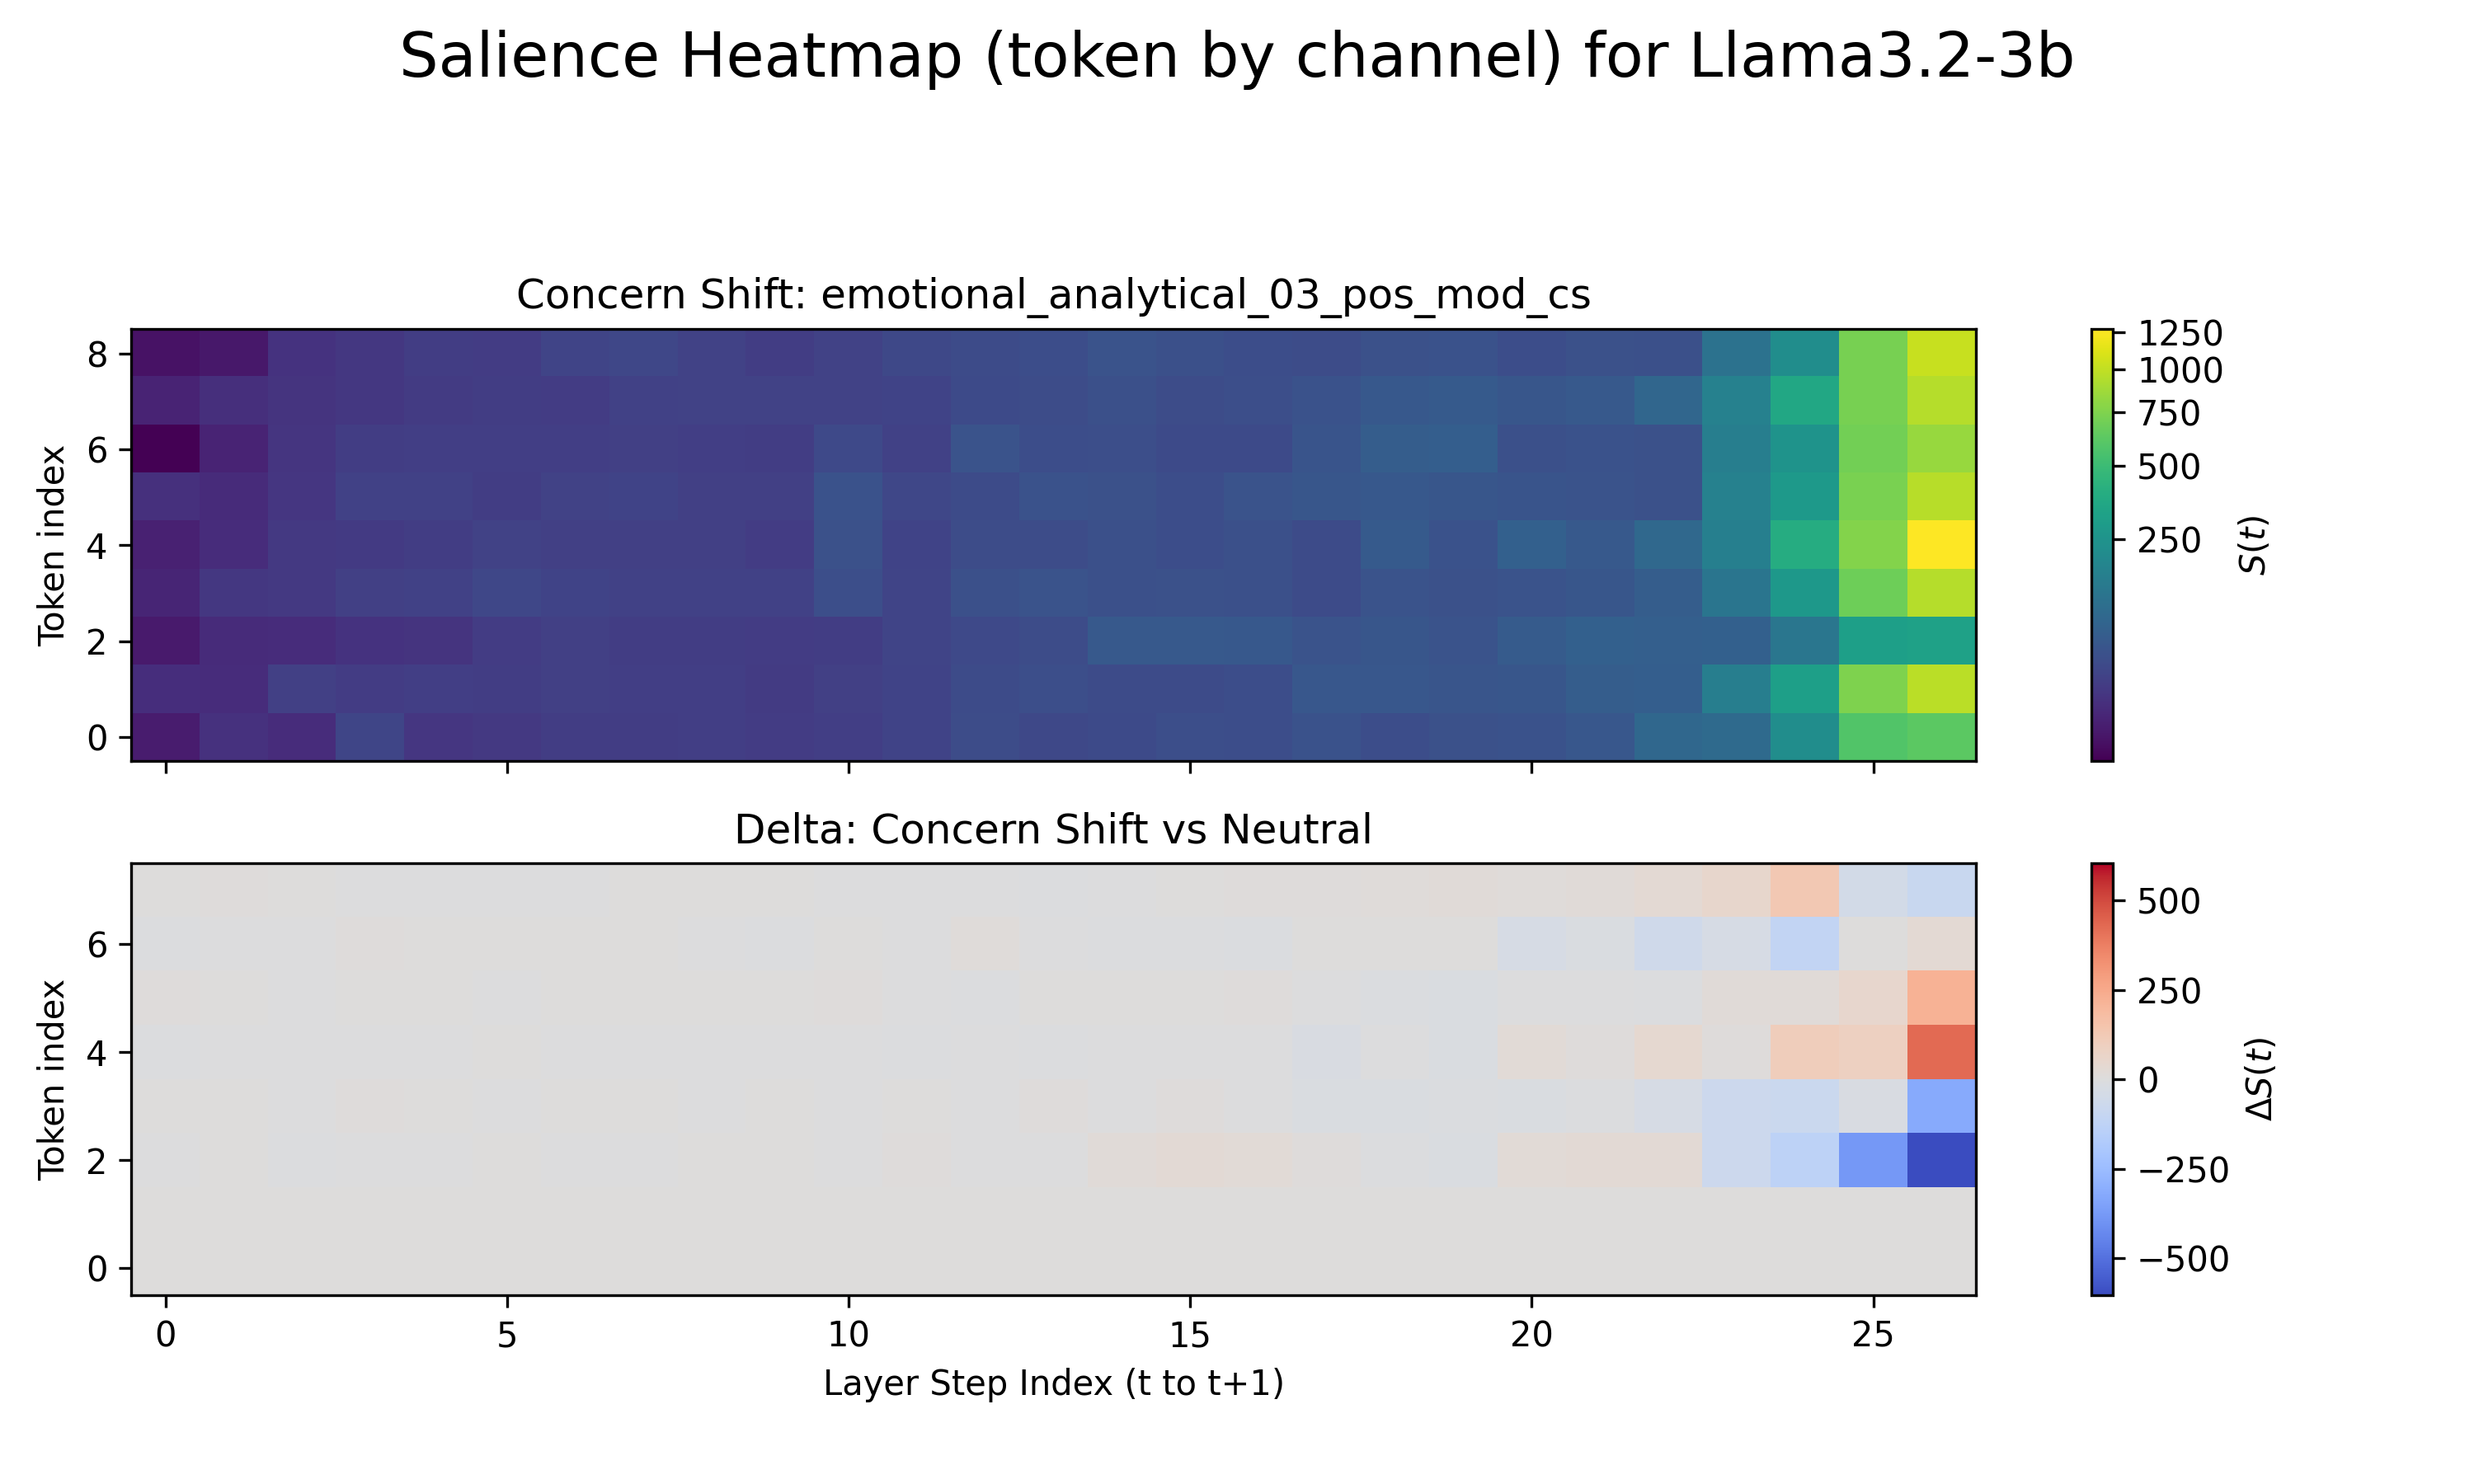 Salience Heatmap (token by channel) for Llama3.2-3b
Concern Shift: emotional_analytical_03_pos_mod_cs
8
6
4
2
0
Token index
1250
1000
750
500
250
S(t)
Delta: Concern Shift vs Neutral
6
4
2
0
Token index
500
250
0
−250
−500
ΔS(t)
0 5 10 15 20 25
Layer Step Index (t to t+1)